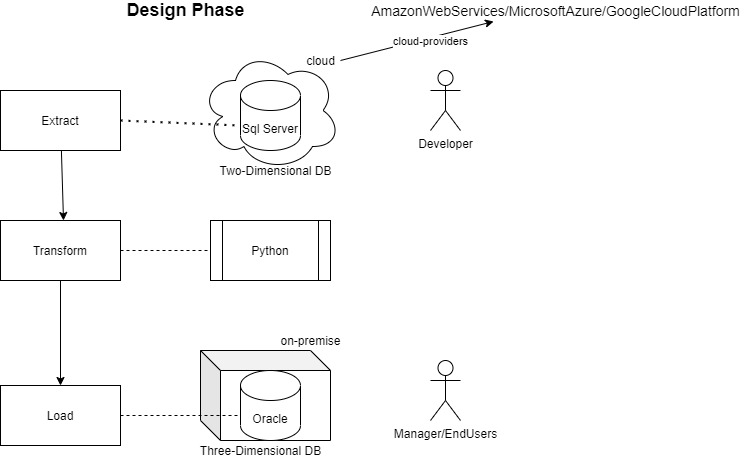 Design Phase
AmazonWebServices/MicrosoftAzure/GoogleCloudPlatform
cloud-providers
cloud
Extract
Sql Server
Developer
Two-Dimensional DB
Transform
Python
on-premise
Load
Oracle
Manager/EndUsers
Three-Dimensional DB